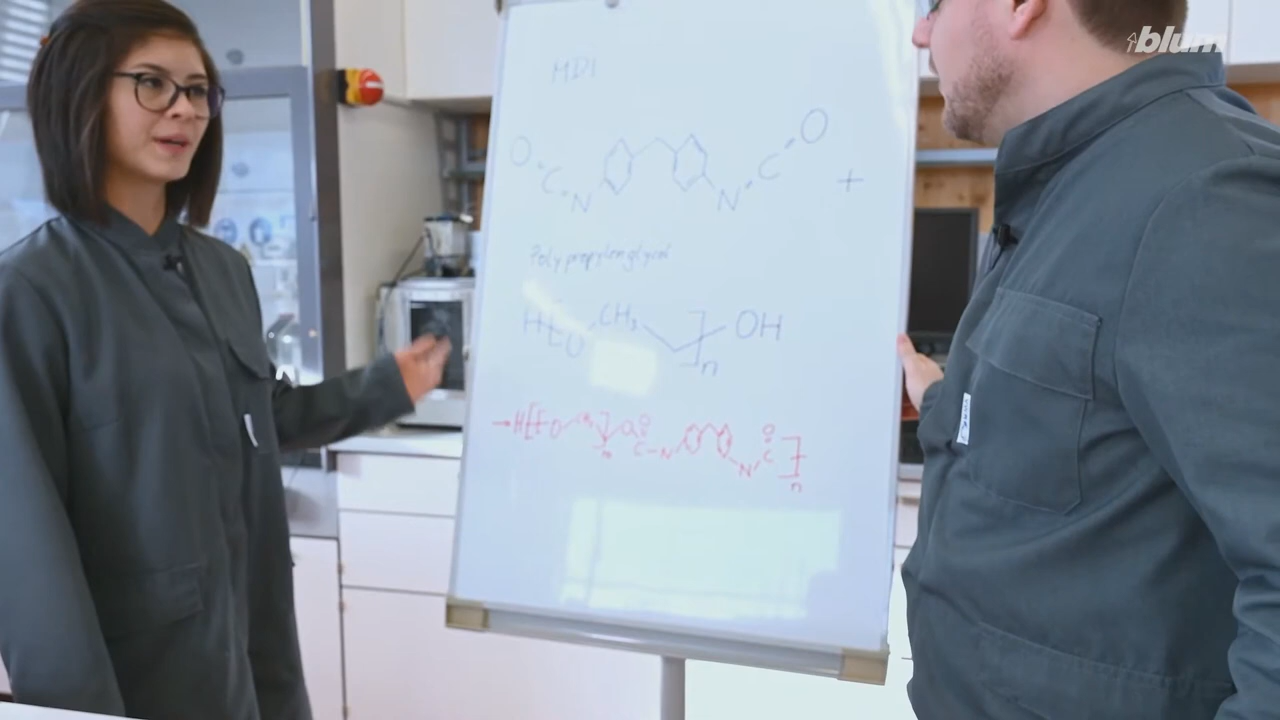 blum
MDI
O C N N C O +
Polypropylenglycol
H [ O CH₃ ] n OH
→ H [ O ] n O O C N N O C ] n